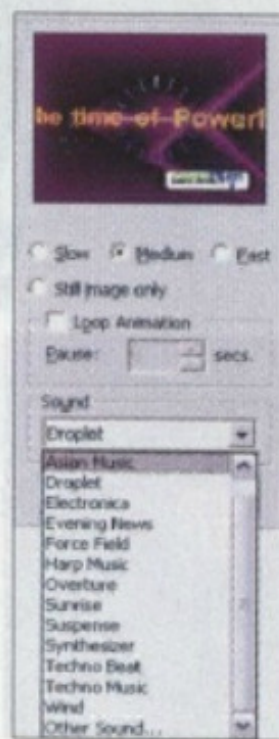 he time of Powerf
Slow Medium Fast
Still image only
Loop Animation
Pause: secs.
Sound
Droplet
Asian Music
Droplet
Electronica
Evening News
Force Field
Harp Music
Overture
Sunrise
Suspense
Synthesizer
Techno Beat
Techno Music
Wind
Other Sound...